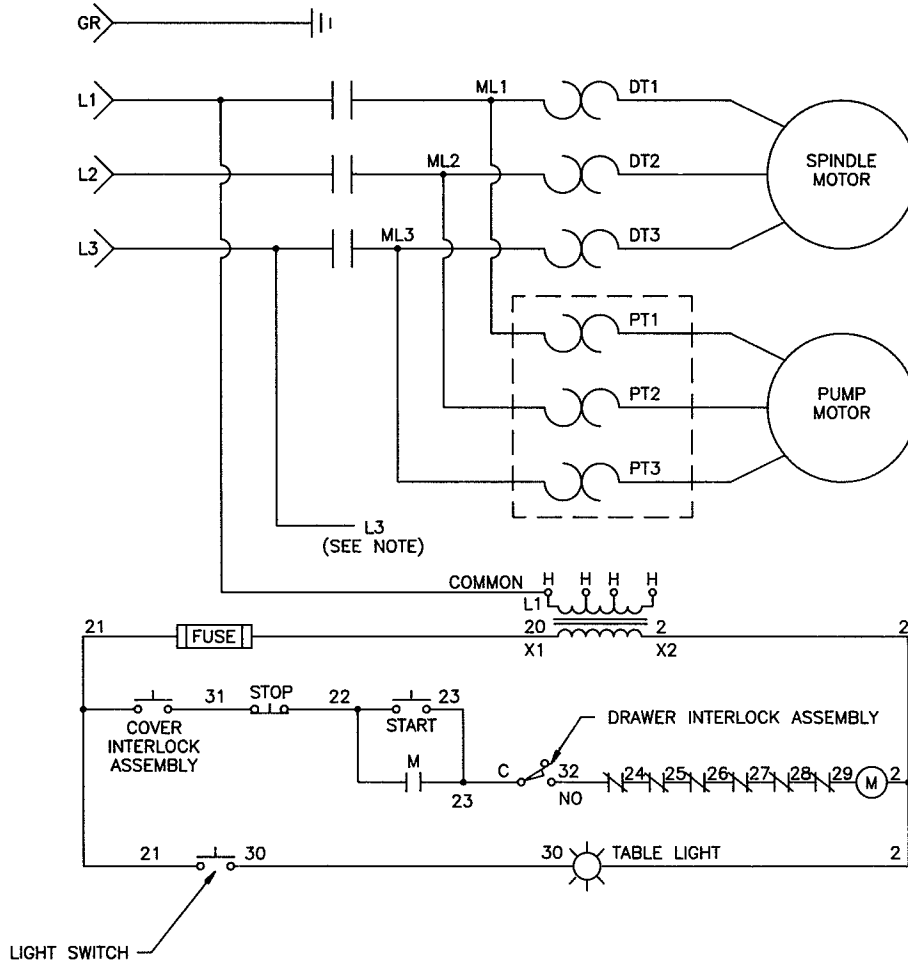 GR
L1 ML1 DT1
L2 ML2 DT2
SPINDLE
MOTOR
L3 ML3 DT3
PT1
PT2
PUMP
MOTOR
PT3
L3
(SEE NOTE)
COMMON H H H H
L1
21 FUSE 20 2 2
X1 X2
31 STOP 22 23
COVER
INTERLOCK
ASSEMBLY
START
DRAWER INTERLOCK ASSEMBLY
M C 32 24 25 26 27 28 29 M 2
23 NO
21 30 30 TABLE LIGHT 2
LIGHT SWITCH